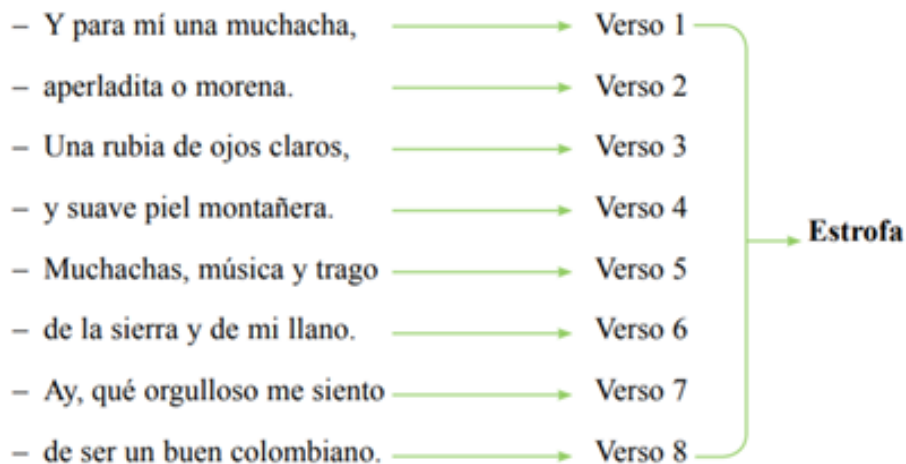 – Y para mí una muchacha, Verso 1
– aperladita o morena. Verso 2
– Una rubia de ojos claros, Verso 3
– y suave piel montañera. Verso 4
Estrofa
– Muchachas, música y trago Verso 5
– de la sierra y de mi llano. Verso 6
– Ay, qué orgulloso me siento Verso 7
– de ser un buen colombiano. Verso 8